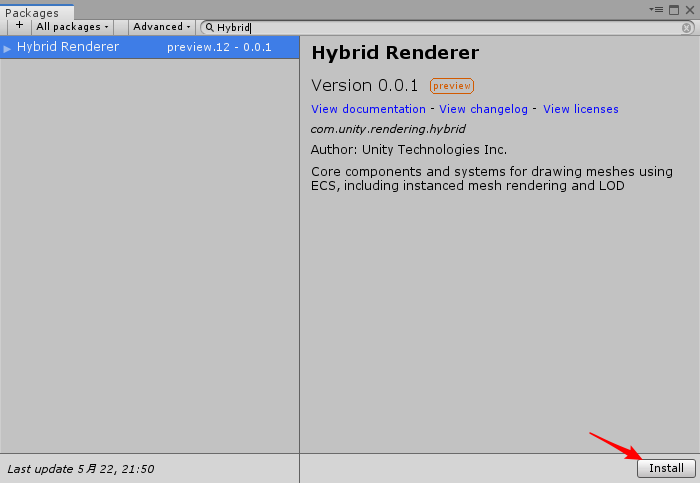 Packages
+ All packages Advanced Hybrid
Hybrid Renderer preview.12 - 0.0.1
Hybrid Renderer
Version 0.0.1 preview
View documentation - View changelog - View licenses
com.unity.rendering.hybrid
Author: Unity Technologies Inc.
Core components and systems for drawing meshes using
ECS, including instanced mesh rendering and LOD
Last update 5月 22, 21:50
Install